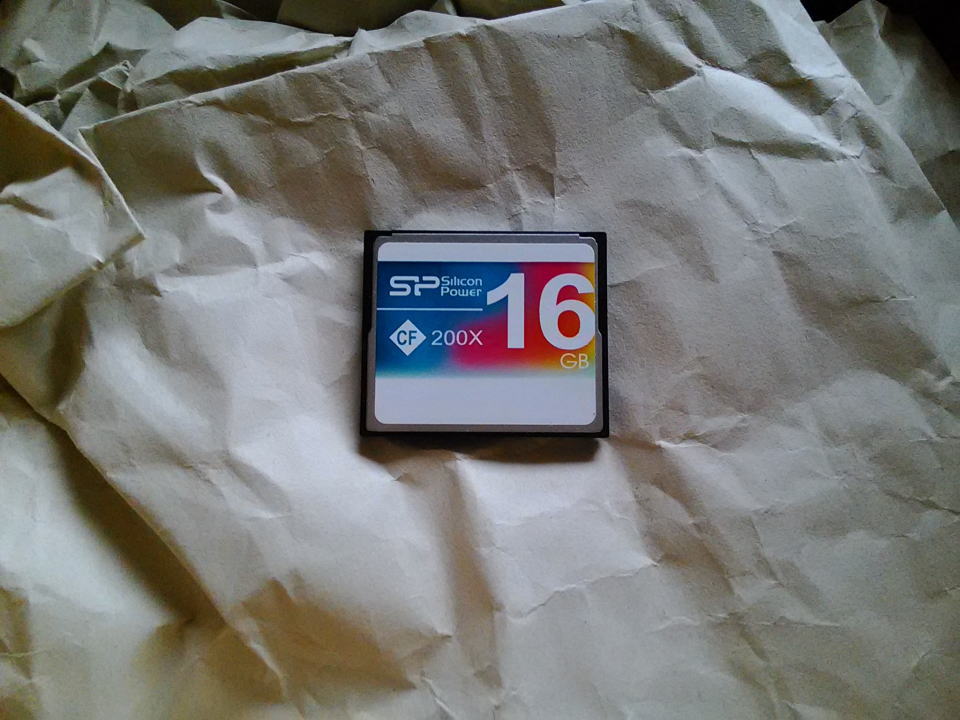 SP Silicon Power
16
CF 200X
GB